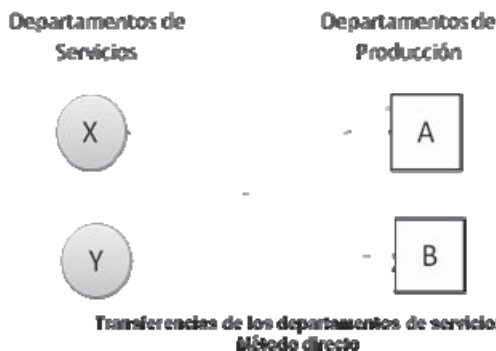 Departamentos de
Servicios
Departamentos de
Producción
X
A
Y
B
Transferencias de los departamentos de servicios
Método directo